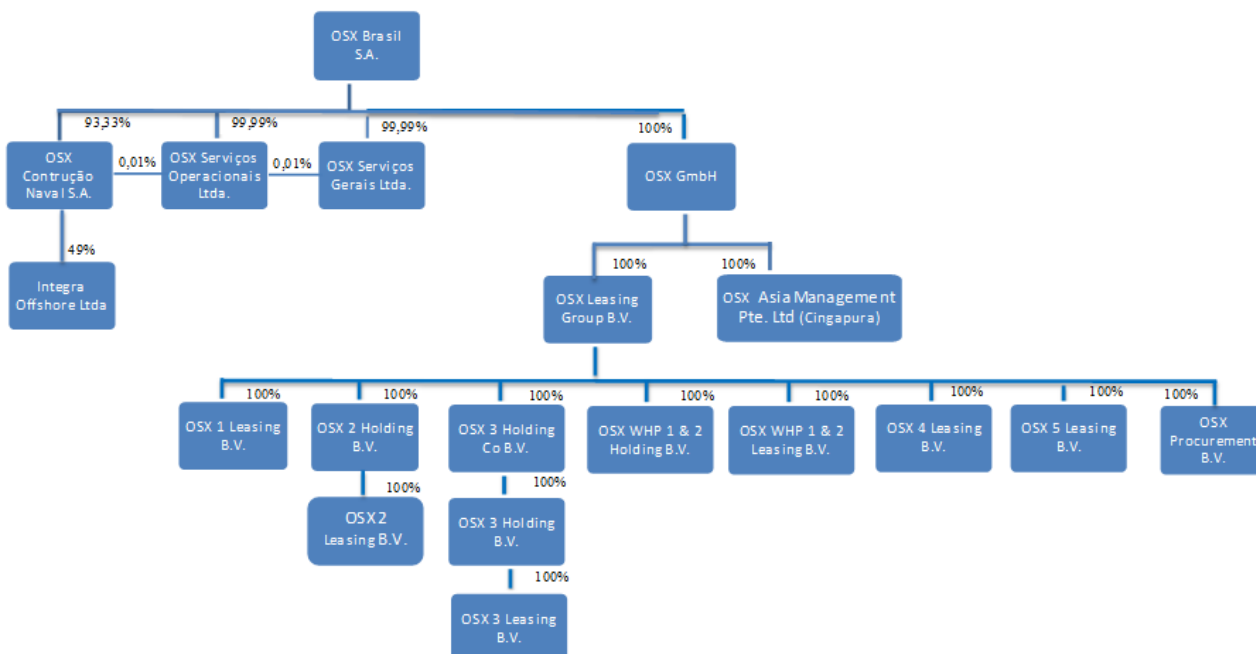 OSX Brasil
S.A.
93,33%
99,99%
99,99%
100%
OSX
Contrução
Naval S.A.
0,01%
OSX Serviços
Operacionais
Ltda.
0,01%
OSX Serviços
Gerais Ltda.
OSX GmbH
49%
Integra
Offshore Ltda
100%
100%
OSX Leasing
Group B.V.
OSX Asia Management
Pte. Ltd (Cingapura)
100%
100%
100%
100%
100%
100%
100%
100%
OSX 1 Leasing
B.V.
OSX 2 Holding
B.V.
OSX 3 Holding
Co B.V.
OSX WHP 1 & 2
Holding B.V.
OSX WHP 1 & 2
Leasing B.V.
OSX 4 Leasing
B.V.
OSX 5 Leasing
B.V.
OSX
Procurement
B.V.
100%
100%
OSX 2
Leasing B.V.
OSX 3 Holding
B.V.
100%
OSX 3 Leasing
B.V.